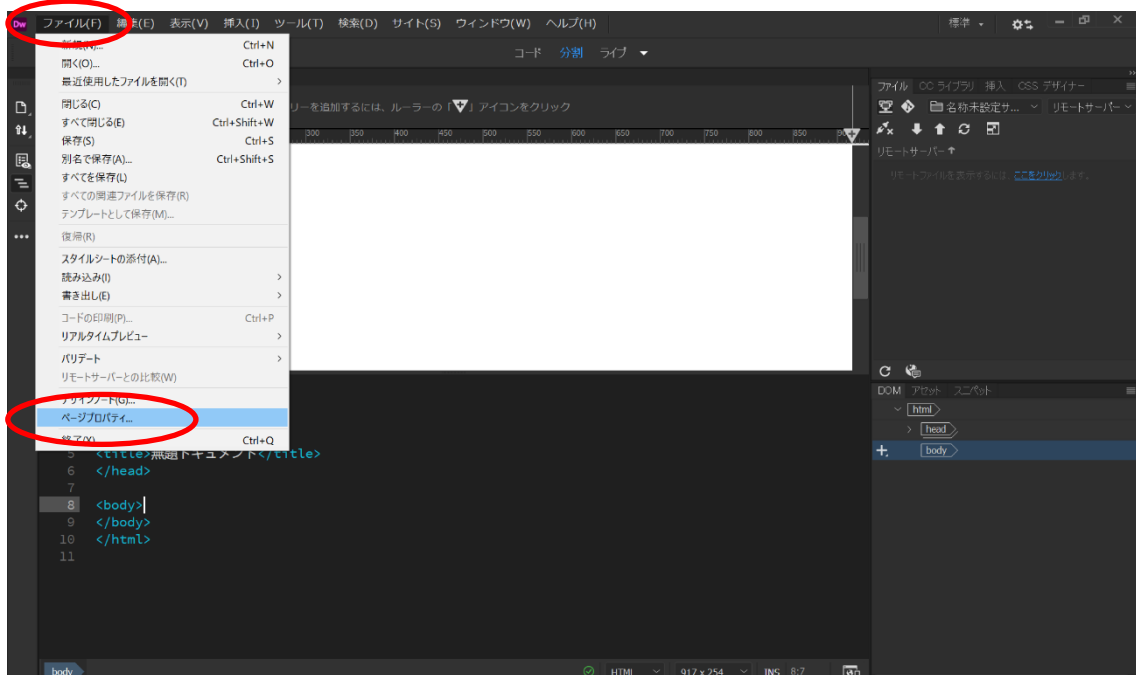 Dw ファイル(F) 編集(E) 表示(V) 挿入(I) ツール(T) 検索(D) サイト(S) ウィンドウ(W) ヘルプ(H) 標準
コード 分割 ライブ
新規(N)... Ctrl+N
開く(O)... Ctrl+O
最近使用したファイルを開く(T)
閉じる(C) Ctrl+W
すべて閉じる(E) Ctrl+Shift+W
保存(S) Ctrl+S
別名で保存(A)... Ctrl+Shift+S
すべてを保存(L)
すべての関連ファイルを保存(R)
テンプレートとして保存(M)...
復帰(R)
スタイルシートの添付(A)...
読み込み(I)
書き出し(E)
コードの印刷(P)... Ctrl+P
リアルタイムプレビュー
バリデート
リモートサーバーとの比較(W)
デザインノート(G)...
ページプロパティ...
終了(X) Ctrl+Q
リーを追加するには、ルーラーの「 」アイコンをクリック
300 350 400 450 500 550 600 650 700 750 800 850
5 <title>無題ドキュメント</title>
6 </head>
7
8 <body>
9 </body>
10 </html>
11
body HTML 917 x 254 INS 8:7
ファイル CC ライブラリ 挿入 CSS デザイナー
名称未設定サ... リモートサーバー
リモートサーバー
リモートファイルを表示するには、ここをクリックします。
DOM アセット スニペット
html
head
body